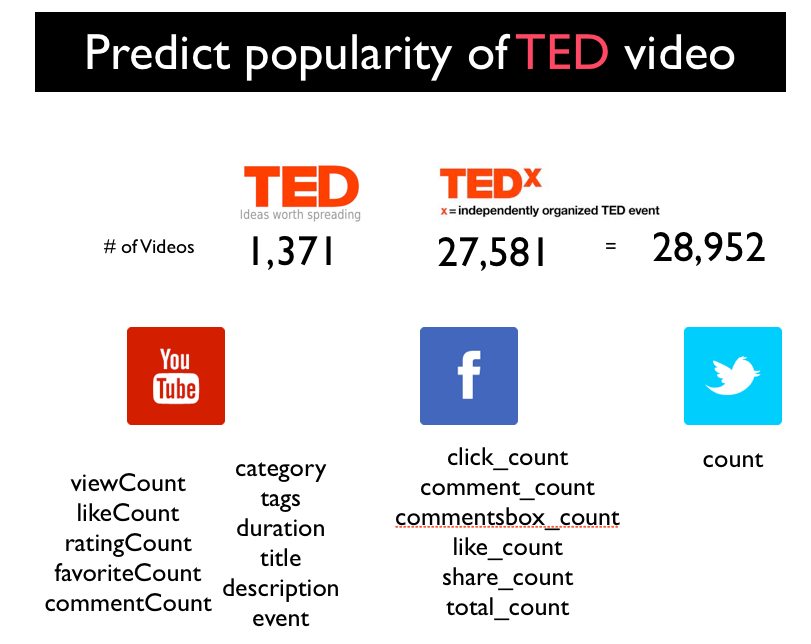 Predict popularity of TED video
TED
Ideas worth spreading
TEDx
x = independently organized TED event
# of Videos
1,371
27,581
=
28,952
You
Tube
f
viewCount
likeCount
ratingCount
favoriteCount
commentCount
category
tags
duration
title
description
event
click_count
comment_count
commentsbox_count
like_count
share_count
total_count
count